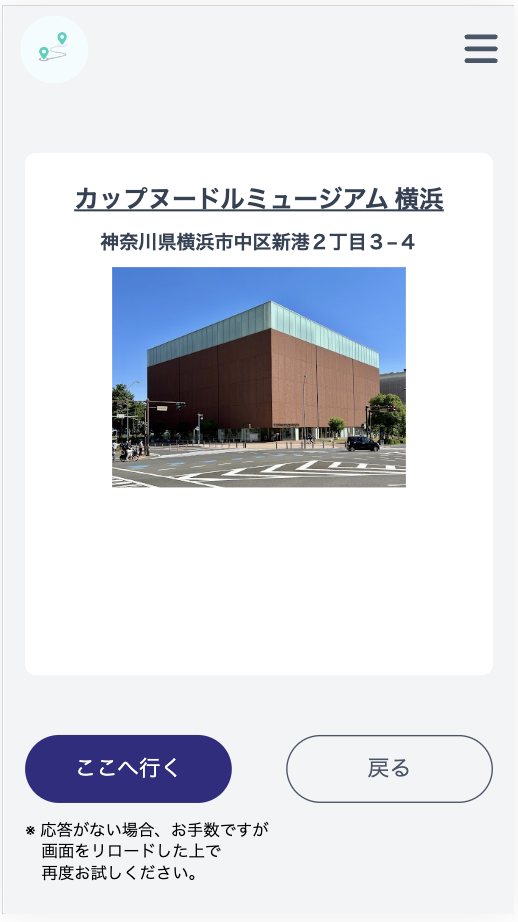 カップヌードルミュージアム 横浜
神奈川県横浜市中区新港２丁目３−４
ここへ行く
戻る
※ 応答がない場合、お手数ですが
画面をリロードした上で
再度お試しください。